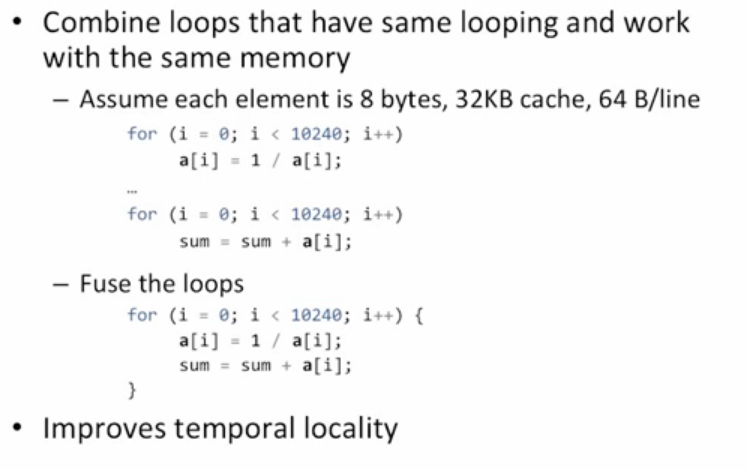 • Combine loops that have same looping and work
with the same memory
– Assume each element is 8 bytes, 32KB cache, 64 B/line
for (i = 0; i < 10240; i++)
a[i] = 1 / a[i];
…
for (i = 0; i < 10240; i++)
sum = sum + a[i];
– Fuse the loops
for (i = 0; i < 10240; i++) {
a[i] = 1 / a[i];
sum = sum + a[i];
}
• Improves temporal locality